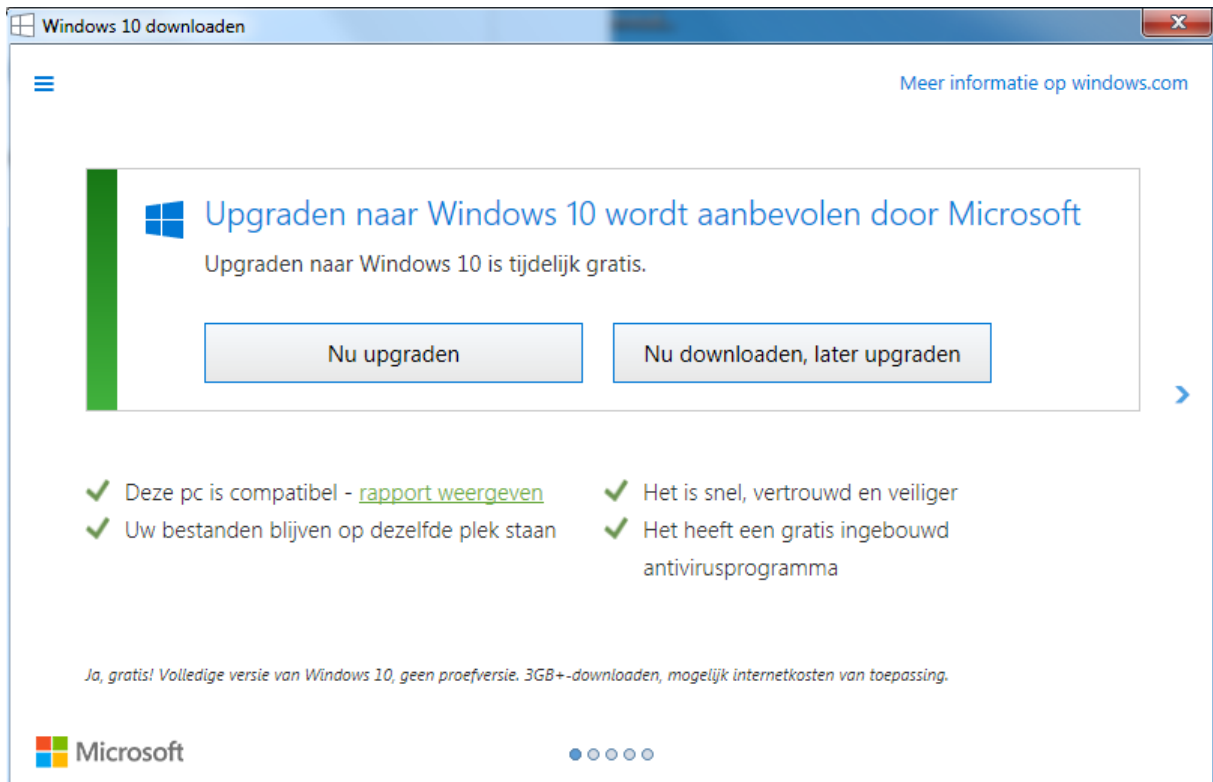 Windows 10 downloaden
Meer informatie op windows.com
Upgraden naar Windows 10 wordt aanbevolen door Microsoft
Upgraden naar Windows 10 is tijdelijk gratis.
Nu upgraden
Nu downloaden, later upgraden
Deze pc is compatibel - rapport weergeven
Uw bestanden blijven op dezelfde plek staan
Het is snel, vertrouwd en veiliger
Het heeft een gratis ingebouwd
antivirusprogramma
Ja, gratis! Volledige versie van Windows 10, geen proefversie. 3GB+-downloaden, mogelijk internetkosten van toepassing.
Microsoft